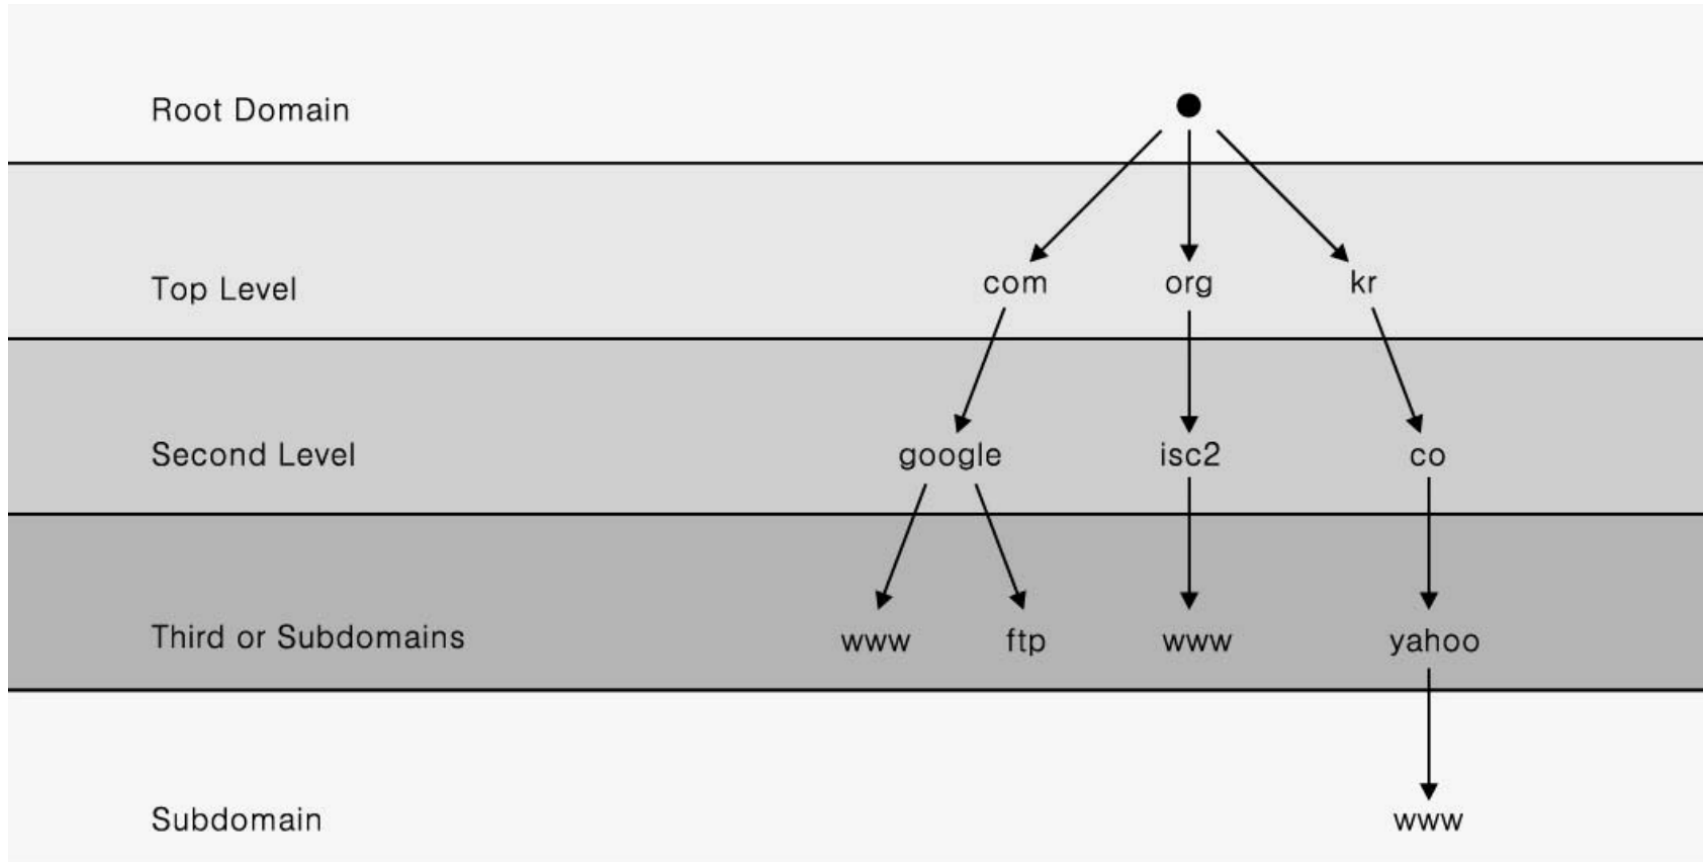 Root Domain
Top Level com org kr
Second Level google isc2 co
Third or Subdomains www ftp www yahoo
Subdomain www